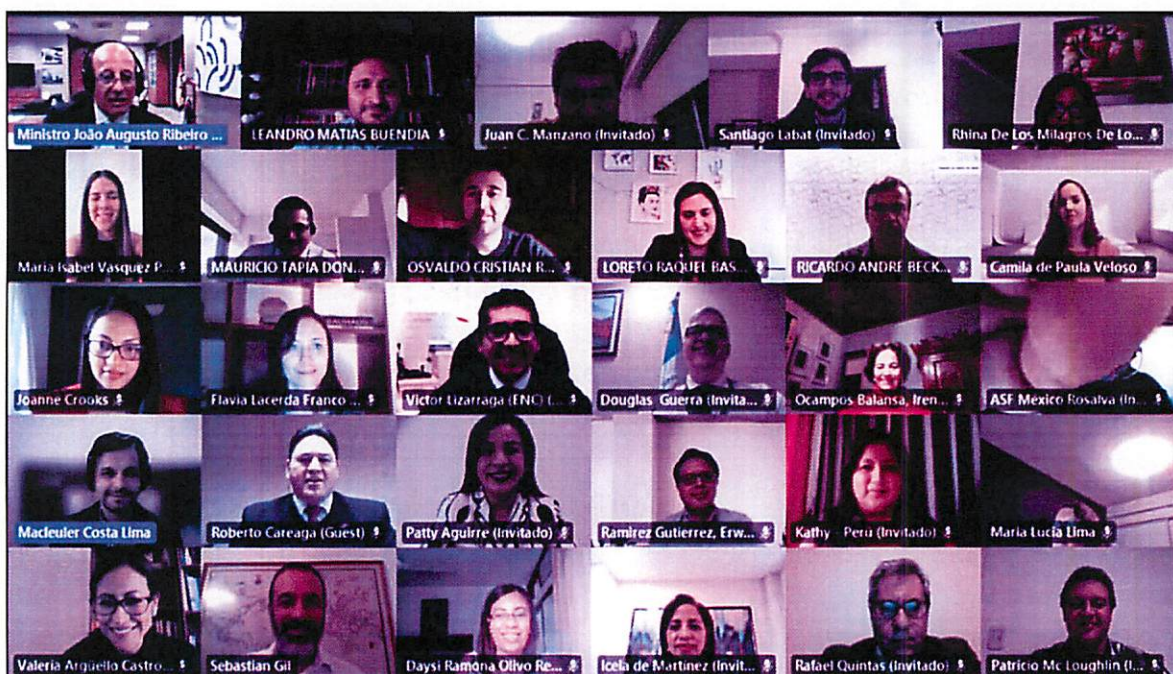 Ministro João Augusto Ribeiro ...
LEANDRO MATIAS BUENDIA
Juan C. Manzano (Invitado)
Santiago Labat (Invitado)
Rhina De Los Milagros De Lo...
Maria Isabel Vasquez P...
MAURICIO TAPIA DON...
OSVALDO CRISTIAN R...
LORETO RAQUEL BAS...
RICARDO ANDRE BECK...
Camila de Paula Veloso
Joanne Crooks
Flavia Lacerda Franco ...
Victor Lizarraga (ENC) (...
Douglas Guerra (Invita...
Ocampos Balansa, Iren...
ASF México Rosalva (In...
Macleuler Costa Lima
Roberto Careaga (Guest)
Patty Aguirre (Invitado)
Ramirez Gutierrez, Erw...
Kathy - Perú (Invitado)
Maria Lucia Lima
Valeria Argüello Castro...
Sebastian Gil
Daysi Ramona Olivo Re...
Icela de Martinez (Invit...
Rafael Quintas (Invitado)
Patricio Mc Loughlin (I...